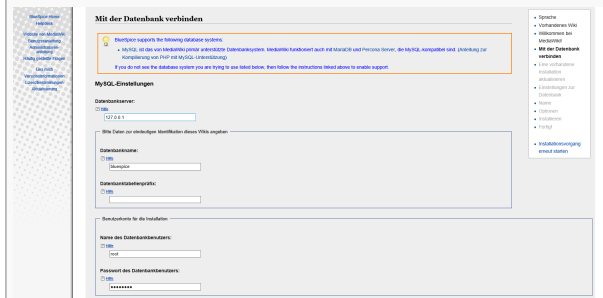 BlueSpice Home
Helpdesk
Website von MediaWiki
Benutzeranleitung
Administratoren-
anleitung
Häufig gestellte Fragen
Lies mich
Versionsinformationen
Lizenzbestimmungen
Aktualisierung
Mit der Datenbank verbinden
BlueSpice supports the following database systems:
MySQL ist das von MediaWiki primär unterstützte Datenbanksystem. MediaWiki funktioniert auch mit MariaDB und Percona Server, die MySQL-kompatibel sind. (Anleitung zur
Kompilierung von PHP mit MySQL-Unterstützung)
If you do not see the database system you are trying to use listed below, then follow the instructions linked above to enable support.
MySQL-Einstellungen
Datenbankserver:
Hilfe
127.0.0.1
Bitte Daten zur eindeutigen Identifikation dieses Wikis angeben
Datenbankname:
Hilfe
bluespice
Datenbanktabellenpräfix:
Hilfe
Benutzerkonto für die Installation
Name des Datenbankbenutzers:
Hilfe
root
Passwort des Datenbankbenutzers:
Hilfe
Sprache
Vorhandenes Wiki
Willkommen bei
MediaWiki!
Mit der Datenbank
verbinden
Eine vorhandene
Installation
aktualisieren
Einstellungen zur
Datenbank
Name
Optionen
Installieren
Fertig!
Installationsvorgang
erneut starten